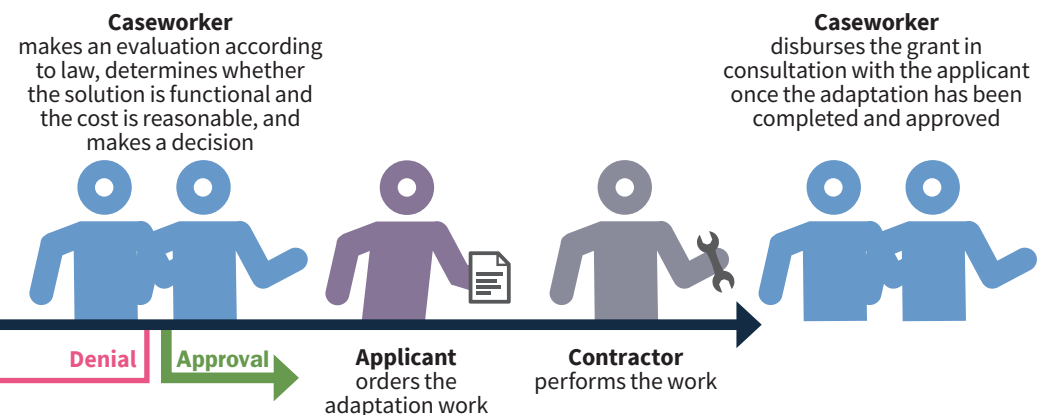 Caseworker
makes an evaluation according
to law, determines whether
the solution is functional and
the cost is reasonable, and
makes a decision
Caseworker
disburses the grant in
consultation with the applicant
once the adaptation has been
completed and approved
Denial
Approval
Applicant
orders the
adaptation work
Contractor
performs the work